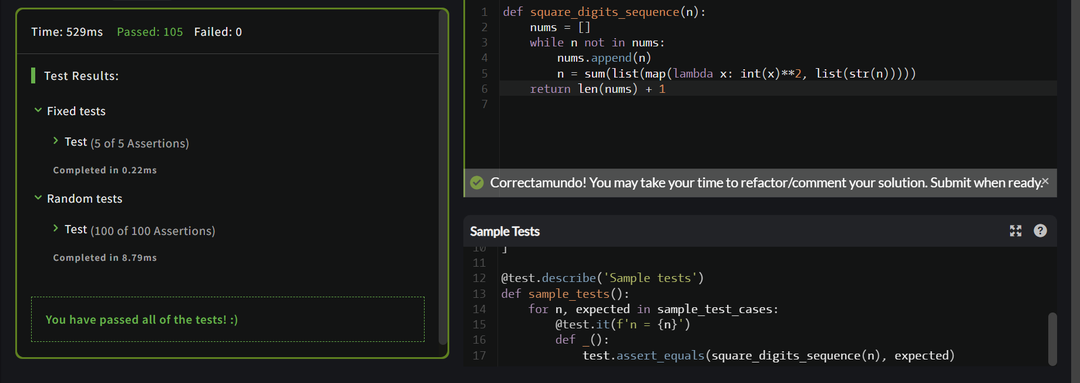 Time: 529ms Passed: 105 Failed: 0
Test Results:
Fixed tests
Test (5 of 5 Assertions)
Completed in 0.22ms
Random tests
Test (100 of 100 Assertions)
Completed in 8.79ms
You have passed all of the tests! :)
1 def square_digits_sequence(n):
2 nums = []
3 while n not in nums:
4 nums.append(n)
5 n = sum(list(map(lambda x: int(x)**2, list(str(n)))))
6 return len(nums) + 1
7
Correctamundo! You may take your time to refactor/comment your solution. Submit when ready.×
Sample Tests
10 ]
11
12 @test.describe('Sample tests')
13 def sample_tests():
14 for n, expected in sample_test_cases:
15 @test.it(f'n = {n}')
16 def _():
17 test.assert_equals(square_digits_sequence(n), expected)